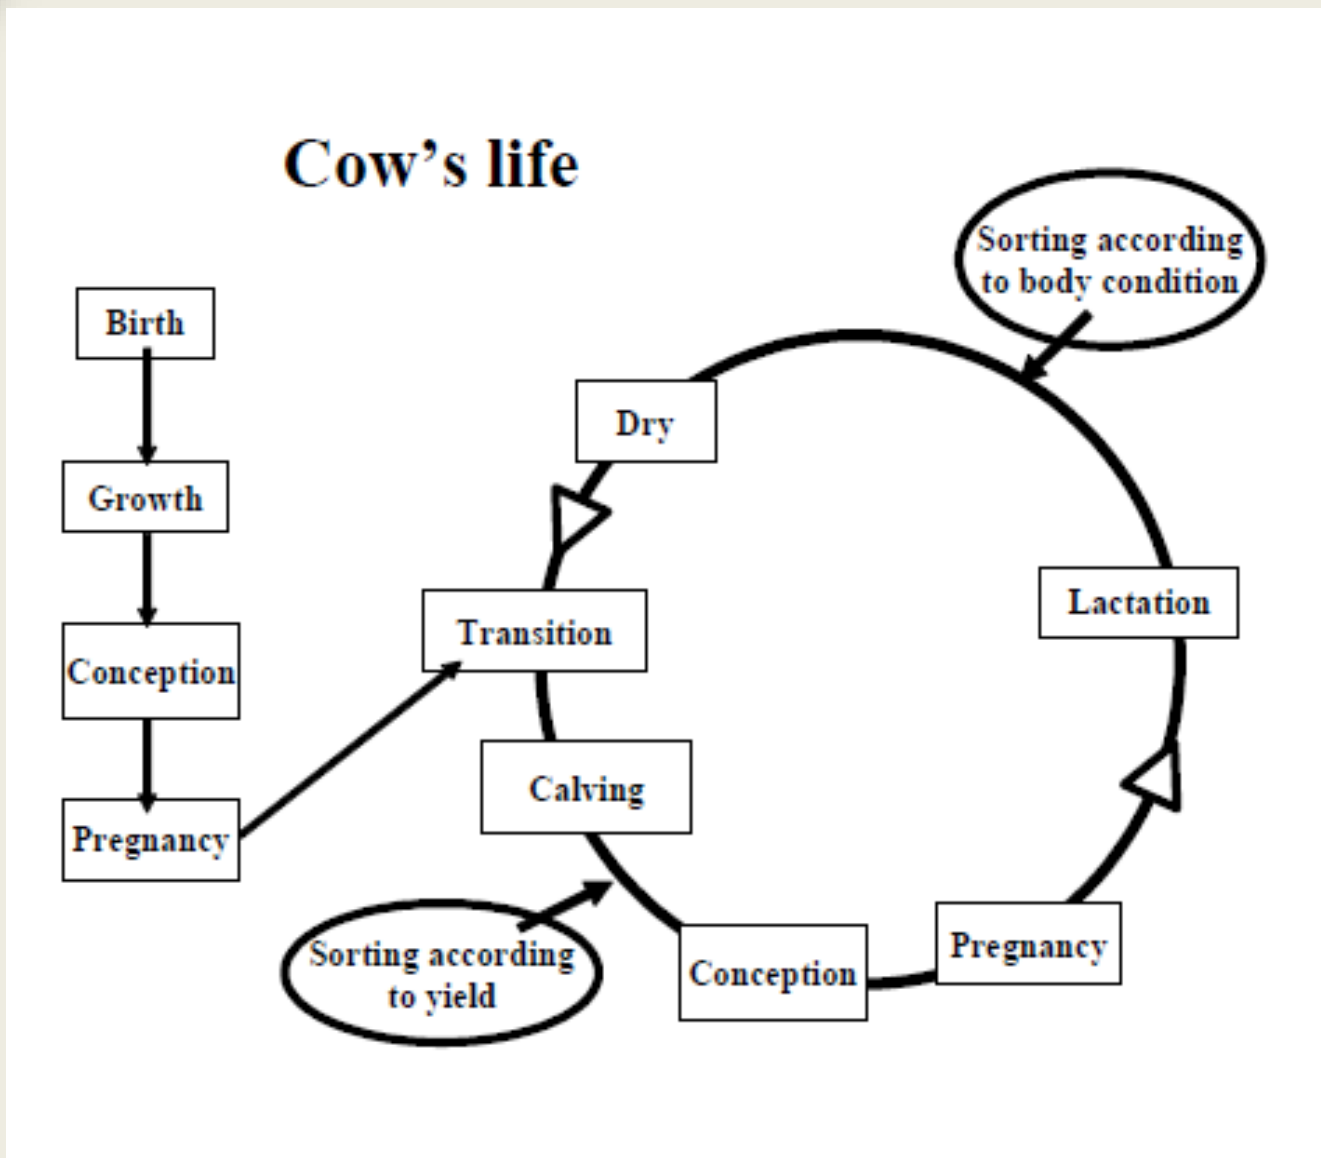 Cow's life
Birth
Growth
Conception
Pregnancy
Sorting according
to body condition
Dry
Transition
Calving
Sorting according
to yield
Conception
Pregnancy
Lactation